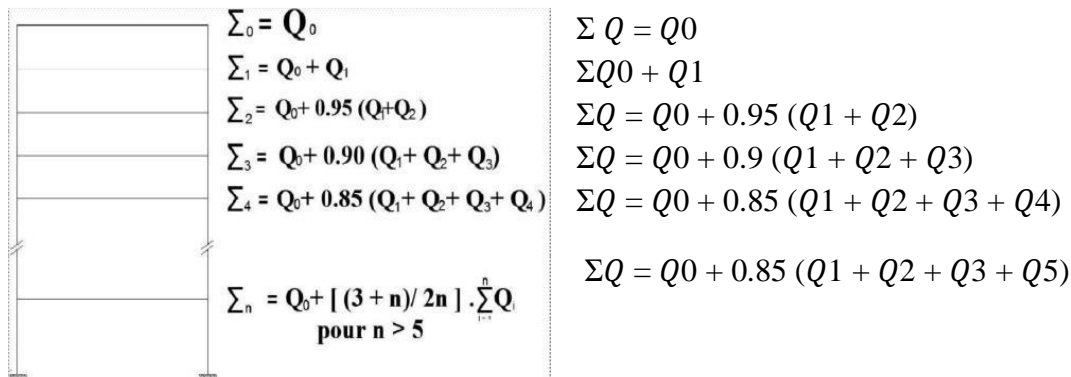 ∑₀ = Q₀
∑₁ = Q₀ + Q₁
∑₂ = Q₀+ 0.95 (Q₁+Q₂)
∑₃ = Q₀+ 0.90 (Q₁+ Q₂+ Q₃)
∑₄ = Q₀+ 0.85 (Q₁+ Q₂+ Q₃+ Q₄)
∑ₙ = Q₀+ [ (3 + n)/ 2n ] . ∑ⁿᵢ₌₁ Qᵢ
pour n > 5
Σ Q = Q0
ΣQ0 + Q1
ΣQ = Q0 + 0.95 (Q1 + Q2)
ΣQ = Q0 + 0.9 (Q1 + Q2 + Q3)
ΣQ = Q0 + 0.85 (Q1 + Q2 + Q3 + Q4)
ΣQ = Q0 + 0.85 (Q1 + Q2 + Q3 + Q5)